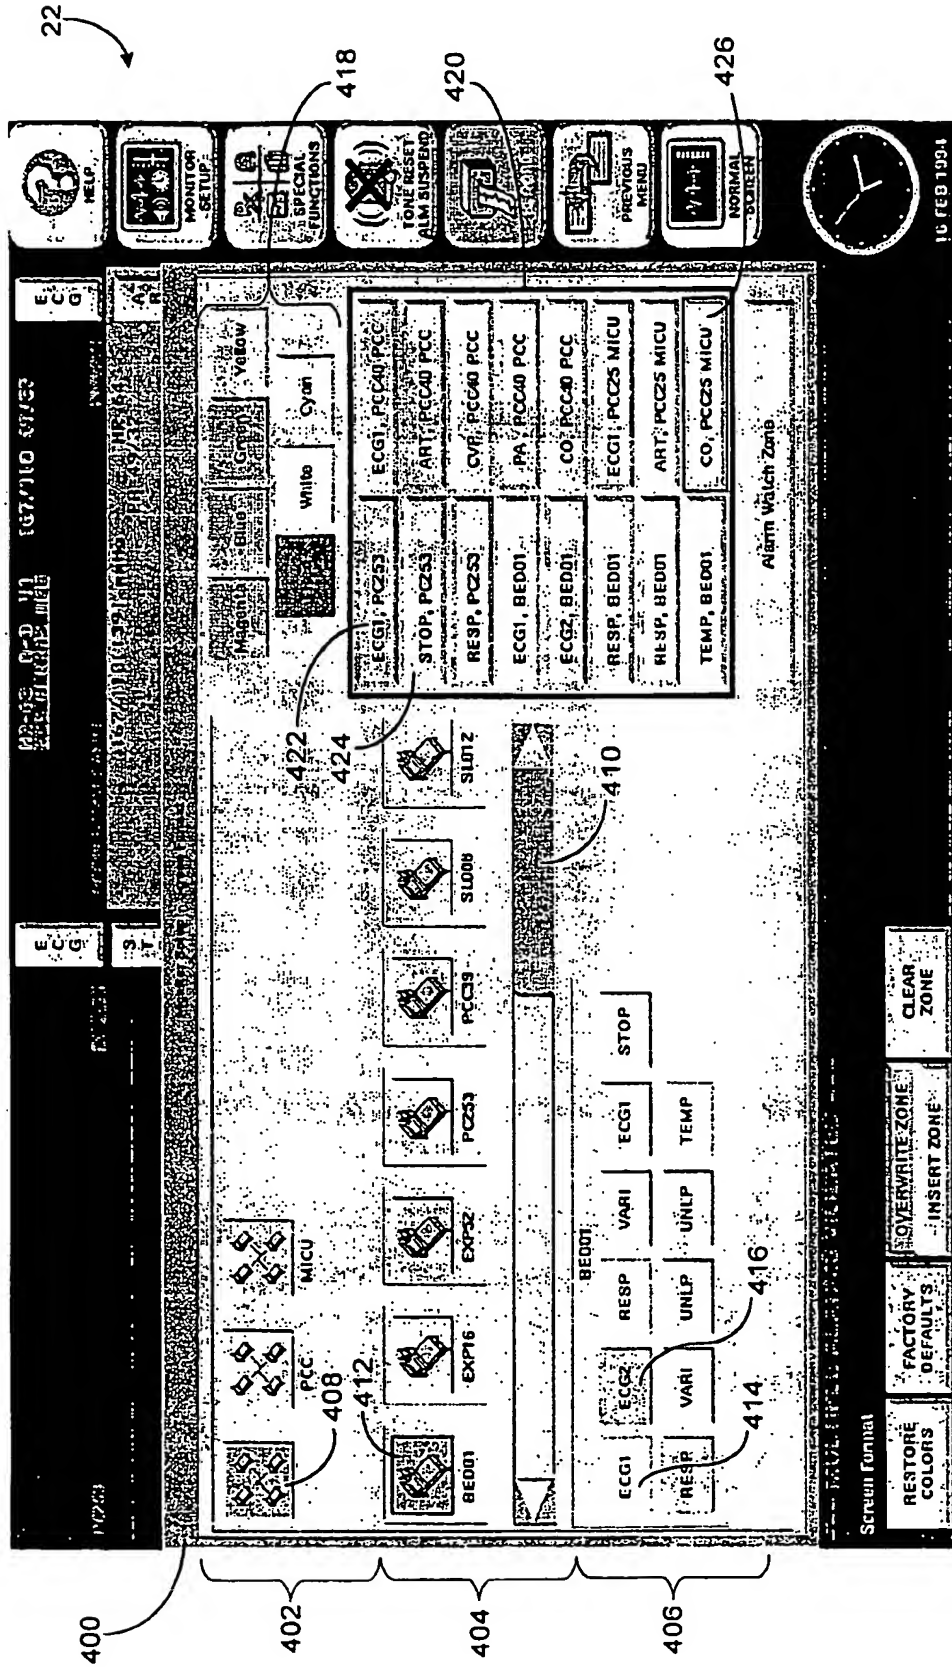 22
HELP
MONITOR SETUP
SPECIAL FUNCTIONS
TONE RESET
ALM SUSPEND
PREVIOUS MENU
NORMAL SCREEN
418
420
426
E C G
E C G
S T
A R
PC253
400
402
404
406
PCC
MICU
408
412
BED01
EXP16
EXP52
PCZ53
PCC39
SL008
SL012
410
BED01
ECG1
ECG2
RESP
VARI
ECG1
STOP
RESP
VARI
UNLP
UNLP
TEMP
414
416
Magenta
Blue
Green
Yellow
White
Cyan
422
424
ECG1, PCZ53
ECG1, PCC40 PCC
STOP, PCZ53
ART, PCC40 PCC
RESP, PCZ53
CVP, PCC40 PCC
ECG1, BED01
PA, PCC40 PCC
ECG2, BED01
CO, PCC40 PCC
RESP, BED01
ECG1, PCC25 MICU
RESP, BED01
ART, PCC25 MICU
TEMP, BED01
CO, PCC25 MICU
Alarm Watch Zone
Screen Format
RESTORE COLORS
FACTORY DEFAULTS
OVERWRITE ZONE
INSERT ZONE
CLEAR ZONE
FEB 1994